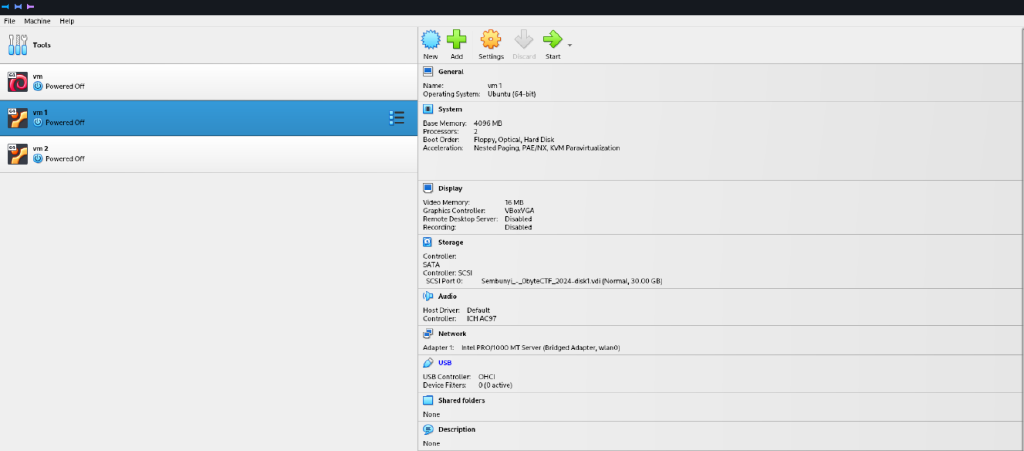 File Machine Help
Tools
vm
Powered Off
vm 1
Powered Off
vm 2
Powered Off
New Add Settings Discard Start
General
Name: vm 1
Operating System: Ubuntu (64-bit)
System
Base Memory: 4096 MB
Processors: 2
Boot Order: Floppy, Optical, Hard Disk
Acceleration: Nested Paging, PAE/NX, KVM Paravirtualization
Display
Video Memory: 16 MB
Graphics Controller: VBoxVGA
Remote Desktop Server: Disabled
Recording: Disabled
Storage
Controller:
SATA
Controller: SCSI
SCSI Port 0: Sembunyi_._0byteCTF_2024-disk1.vdi (Normal, 30.00 GB)
Audio
Host Driver: Default
Controller: ICH AC97
Network
Adapter 1: Intel PRO/1000 MT Server (Bridged Adapter, wlan0)
USB
USB Controller: OHCI
Device Filters: 0 (0 active)
Shared folders
None
Description
None